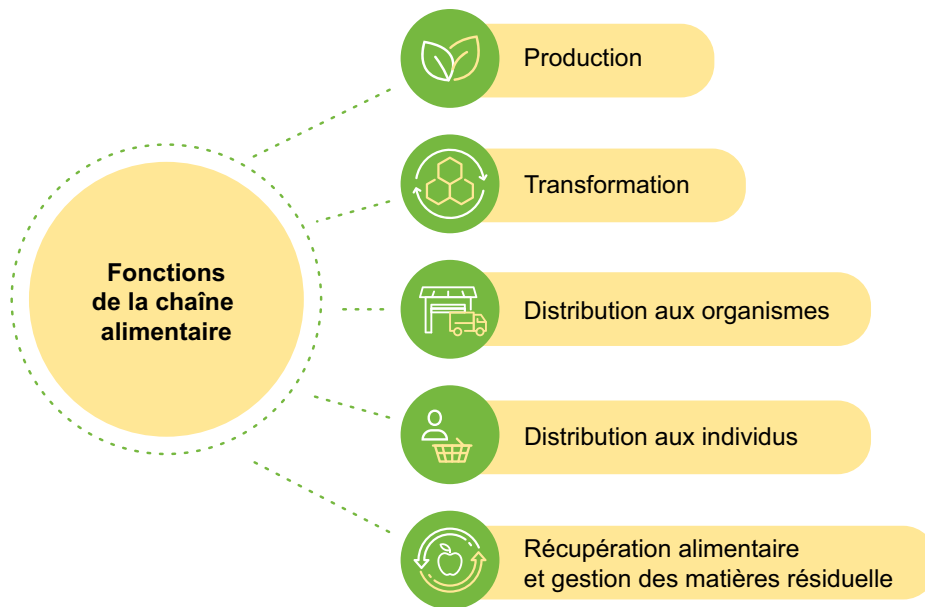 Fonctions
de la chaîne
alimentaire
Production
Transformation
Distribution aux organismes
Distribution aux individus
Récupération alimentaire
et gestion des matières résiduelle